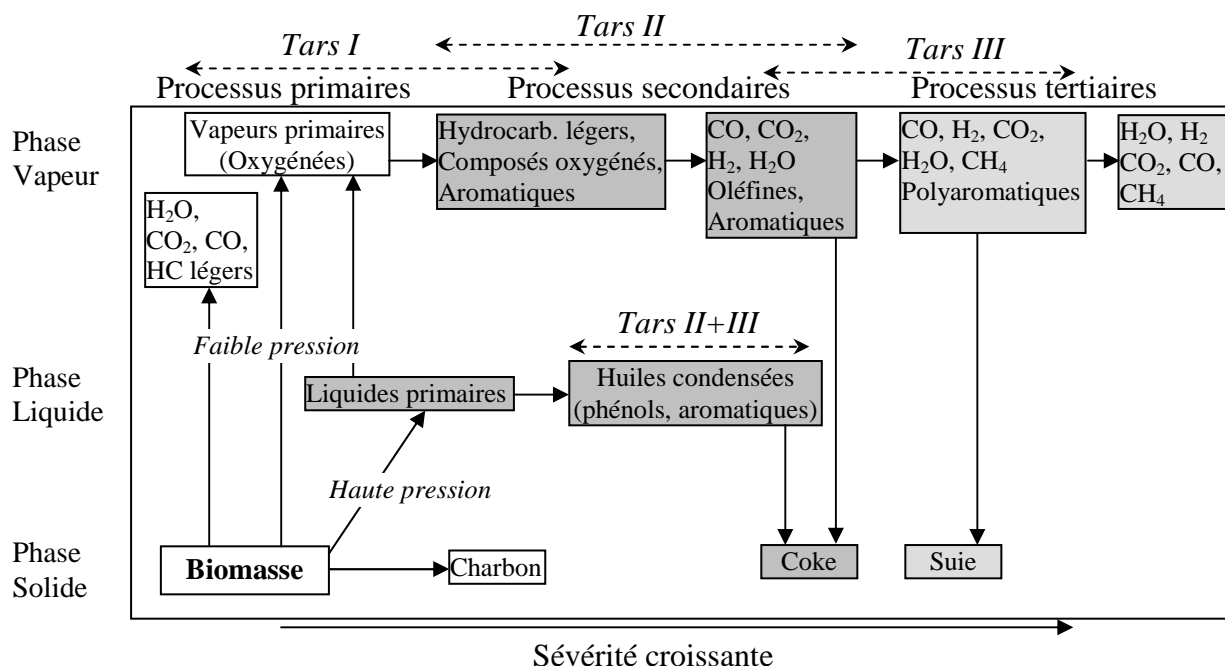 Tars I
Tars II
Tars III
Processus primaires
Processus secondaires
Processus tertiaires
Phase
Vapeur
Vapeurs primaires
(Oxygénées)
Hydrocarb. légers,
Composés oxygénés,
Aromatiques
CO, CO₂,
H₂, H₂O
Oléfines,
Aromatiques
CO, H₂, CO₂,
H₂O, CH₄
Polyaromatiques
H₂O, H₂
CO₂, CO,
CH₄
H₂O,
CO₂, CO,
HC légers
Faible pression
Tars II+III
Phase
Liquide
Liquides primaires
Huiles condensées
(phénols, aromatiques)
Haute pression
Phase
Solide
Biomasse
Charbon
Coke
Suie
Sévérité croissante